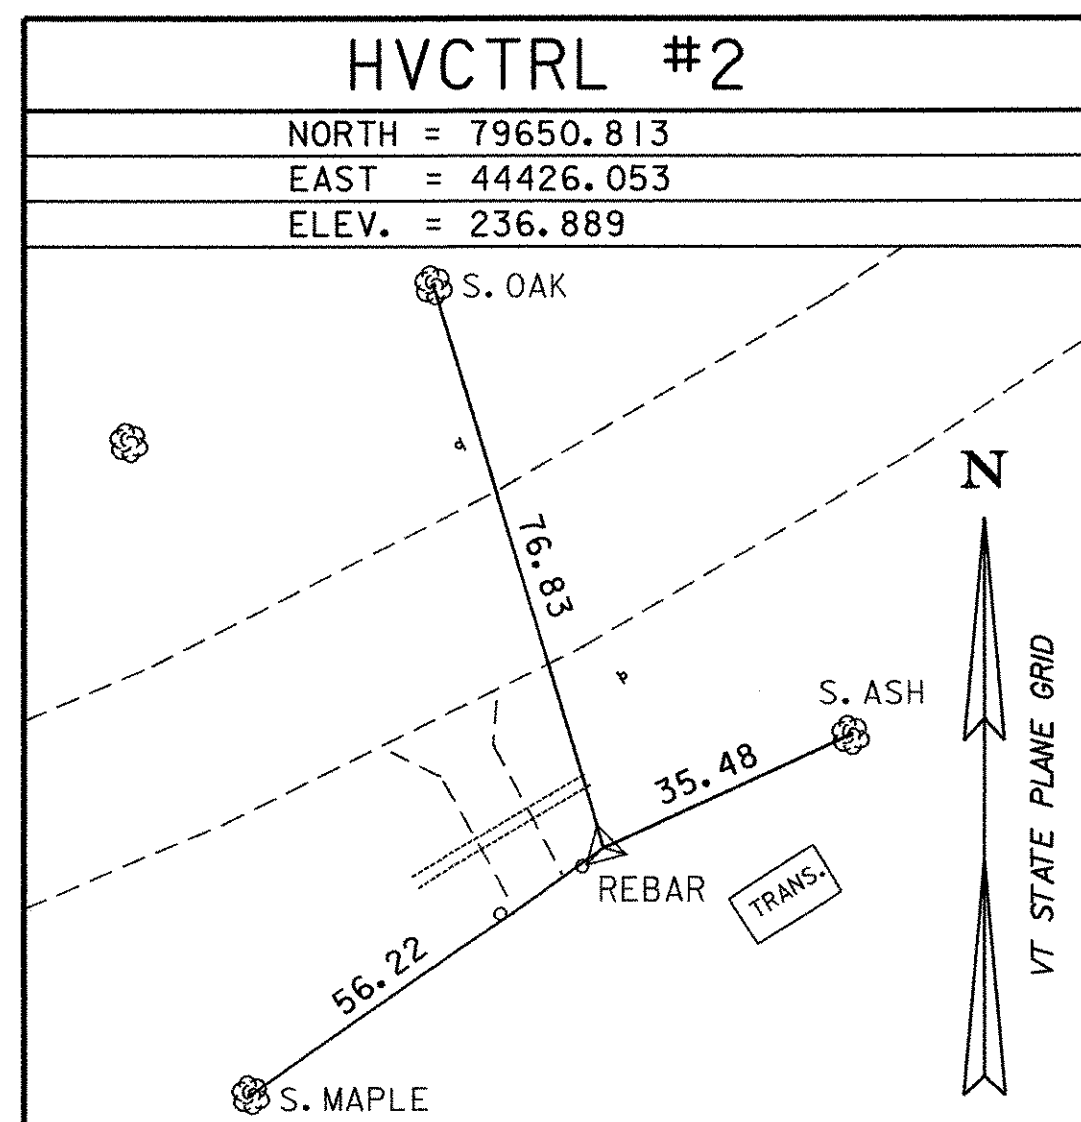 HVCTRL #2
NORTH = 79650.813
EAST = 44426.053
ELEV. = 236.889
S. OAK
N
76.83
VT STATE PLANE GRID
S. ASH
35.48
REBAR
TRANS.
56.22
S. MAPLE